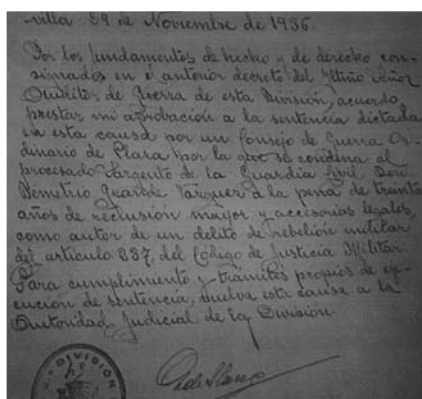 villa 29 de Noviembre de 1936.
Por los fundamentos de hecho y de derecho con-
signados en el anterior decreto del Iltmo Señor
Auditor de Guerra de esta División, acuerdo
prestar mi aprobación a la sentencia dictada
en esta causa por un Consejo de Guerra Or-
dinario de Plaza por la que se condena al
procesado Sargento de la Guardia Civil Don
Demetrio Vázquez a la pena de treinta
años de reclusión mayor y accesorias legales,
como autor de un delito de rebelión militar
del artículo 237, del Código de Justicia Militar.
Para cumplimiento y trámites propios de eje-
cución de sentencia, vuelva esta causa a la
Autoridad Judicial de la División
DIVISIÓN